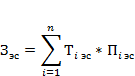 З_эс = ∑_{i=1}^{n} Т_{i эс} * П_{i эс}